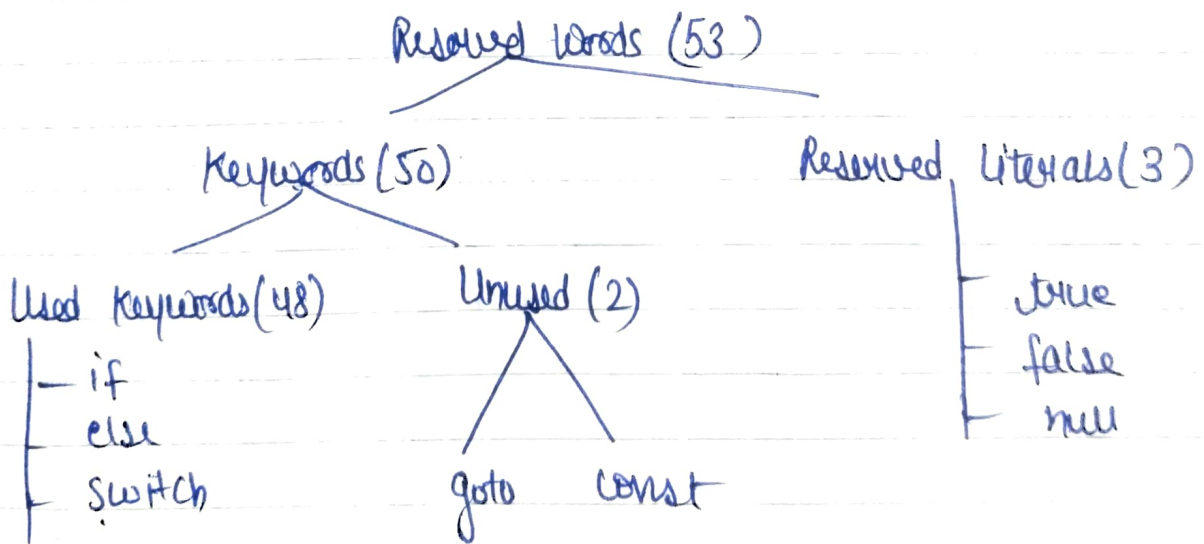 Reserved words (53)
Keywords (50)
Reserved Literals (3)
Used Keywords (48)
Unused (2)
true
if
false
else
null
switch
goto
const